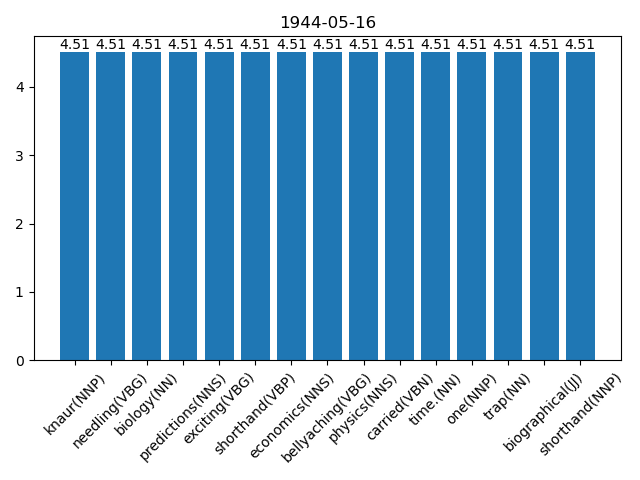 1944-05-16
4.51 4.51 4.51 4.51 4.51 4.51 4.51 4.51 4.51 4.51 4.51 4.51 4.51 4.51 4.51
4
3
2
1
0
knaur(NNP)
needling(VBG)
biology(NN)
predictions(NNS)
exciting(VBG)
shorthand(VBP)
economics(NNS)
bellyaching(VBG)
physics(NNS)
carried(VBN)
time.(NN)
one(NNP)
trap(NN)
biographical(JJ)
shorthand(NNP)